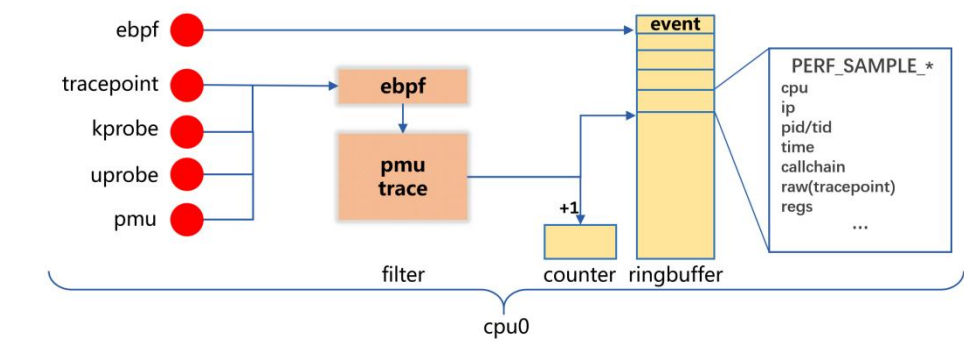 ebpf
tracepoint
kprobe
uprobe
pmu
ebpf
pmu
trace
+1
event
PERF_SAMPLE_*
cpu
ip
pid/tid
time
callchain
raw(tracepoint)
regs
...
filter
counter
ringbuffer
cpu0